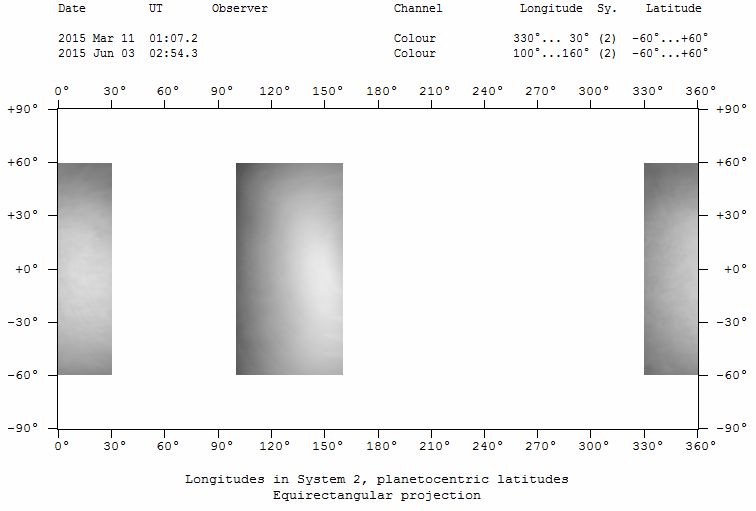 Date UT Observer Channel Longitude Sy. Latitude
2015 Mar 11 01:07.2 Colour 330°... 30° (2) −60°...+60°
2015 Jun 03 02:54.3 Colour 100°...160° (2) −60°...+60°
0° 30° 60° 90° 120° 150° 180° 210° 240° 270° 300° 330° 360°
+90° +90°
+60° +60°
+30° +30°
+0° +0°
−30° −30°
−60° −60°
−90° −90°
0° 30° 60° 90° 120° 150° 180° 210° 240° 270° 300° 330° 360°
Longitudes in System 2, planetocentric latitudes
Equirectangular projection